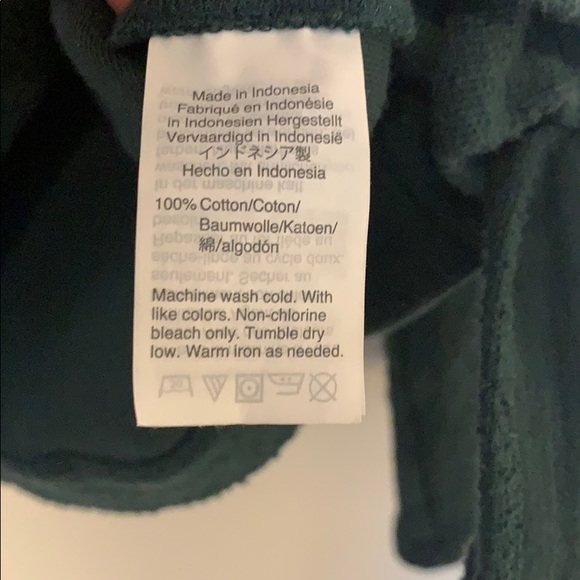 Made in Indonesia
Fabriqué en Indonésie
in Indonesien Hergestellt
Vervaardigd in Indonesië
インドネシア製
Hecho en Indonesia
100% Cotton/Coton/
Baumwolle/Katoen/
綿/algodón
Machine wash cold. With
like colors. Non-chlorine
bleach only. Tumble dry
low. Warm iron as needed.